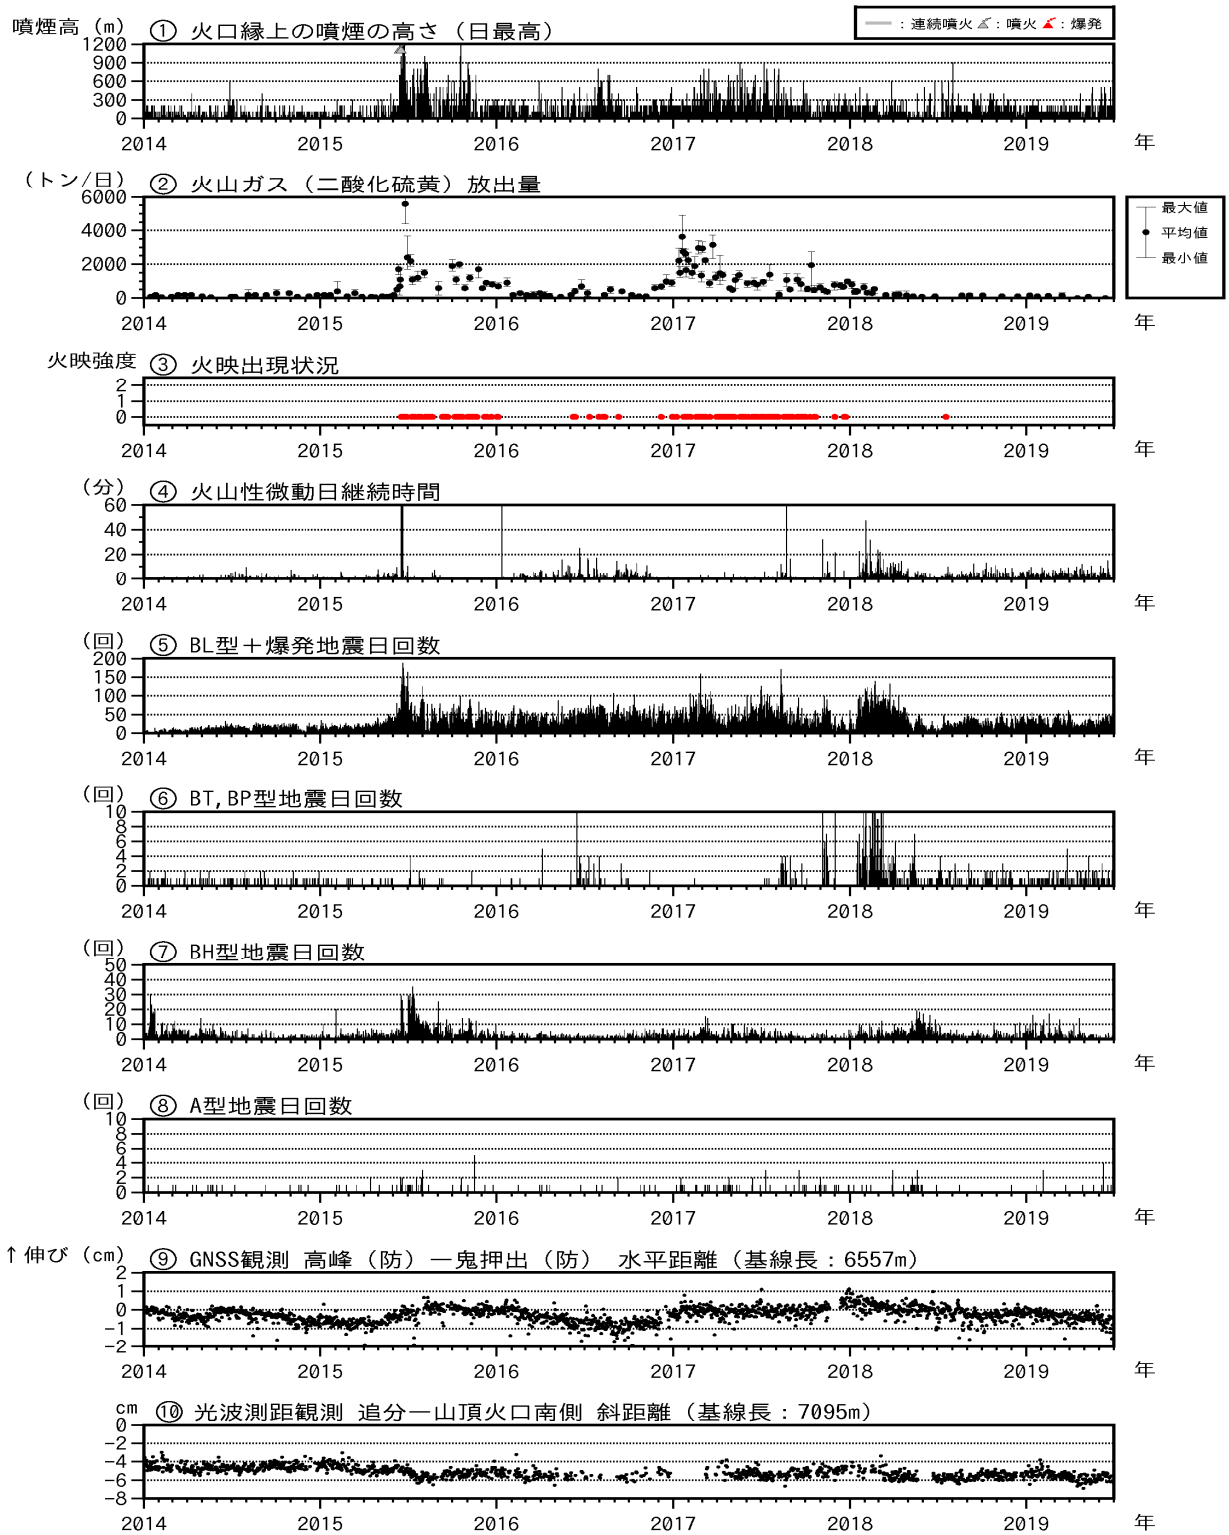 噴煙高 (m) ① 火口縁上の噴煙の高さ（日最高）
：連続噴火 ：噴火 ：爆発
1200
900
600
300
0
2014 2015 2016 2017 2018 2019 年
(トン/日) ② 火山ガス（二酸化硫黄）放出量
6000
4000
2000
0
最大値
平均値
最小値
2014 2015 2016 2017 2018 2019 年
火映強度 ③ 火映出現状況
2
1
0
2014 2015 2016 2017 2018 2019 年
(分) ④ 火山性微動日継続時間
60
40
20
0
2014 2015 2016 2017 2018 2019 年
(回) ⑤ BL型＋爆発地震日回数
200
150
100
50
0
2014 2015 2016 2017 2018 2019 年
(回) ⑥ BT,BP型地震日回数
10
8
6
4
2
0
2014 2015 2016 2017 2018 2019 年
(回) ⑦ BH型地震日回数
50
40
30
20
10
0
2014 2015 2016 2017 2018 2019 年
(回) ⑧ A型地震日回数
10
8
6
4
2
0
2014 2015 2016 2017 2018 2019 年
↑伸び (cm) ⑨ GNSS観測 高峰（防）－鬼押出（防） 水平距離（基線長：6557m）
2
1
0
-1
-2
2014 2015 2016 2017 2018 2019 年
cm ⑩ 光波測距観測 追分－山頂火口南側 斜距離（基線長：7095m）
0
-2
-4
-6
-8
2014 2015 2016 2017 2018 2019 年